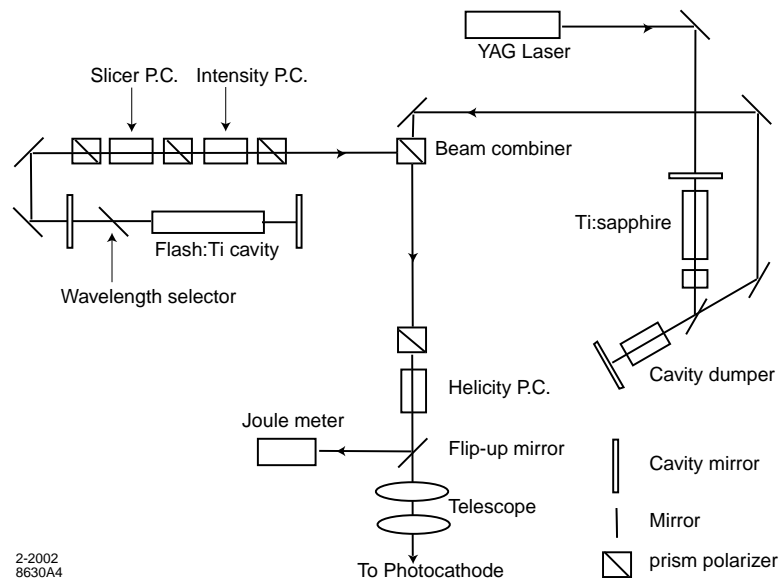 YAG Laser
Slicer P.C.
Intensity P.C.
Beam combiner
Ti:sapphire
Flash:Ti cavity
Wavelength selector
Cavity dumper
Helicity P.C.
Joule meter
Flip-up mirror
Cavity mirror
Telescope
Mirror
2-2002
8630A4
To Photocathode
prism polarizer